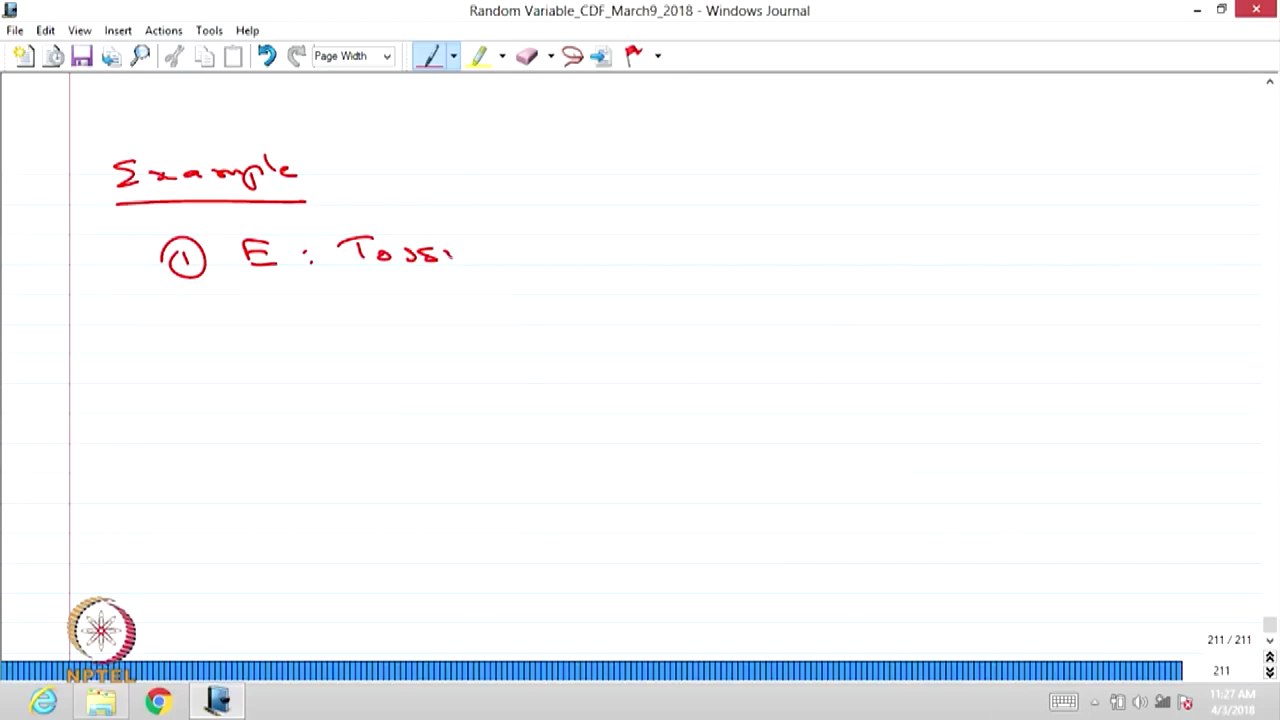 Random Variable_CDF_March9_2018 - Windows Journal
File Edit View Insert Actions Tools Help
Page Width
Example
① E : Tossi
211 / 211
211
NPTEL
11:27 AM
4/3/2018